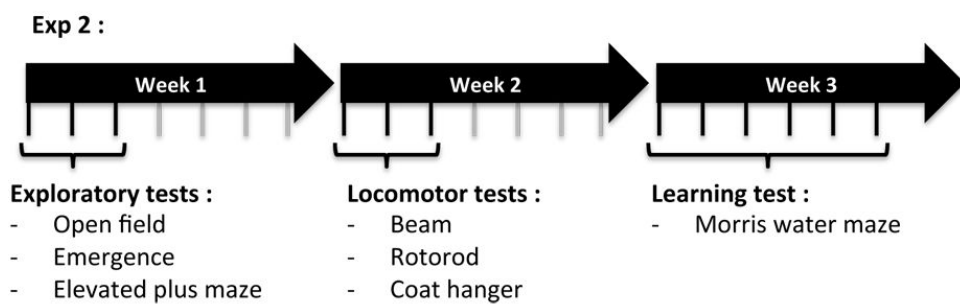 Exp 2 :
Week 1
Week 2
Week 3
Exploratory tests :
- Open field
- Emergence
- Elevated plus maze
Locomotor tests :
- Beam
- Rotorod
- Coat hanger
Learning test :
- Morris water maze